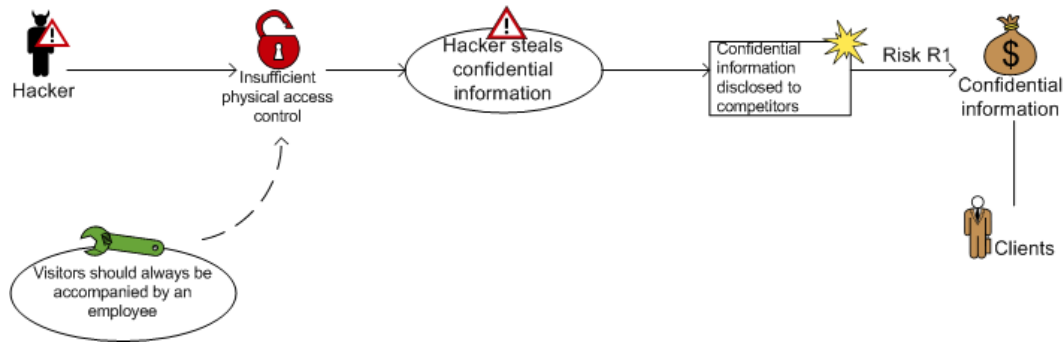 Hacker
Insufficient
physical access
control
Hacker steals
confidential
information
Confidential
information
disclosed to
competitors
Risk R1
$
Confidential
information
Clients
Visitors should always be
accompanied by an
employee